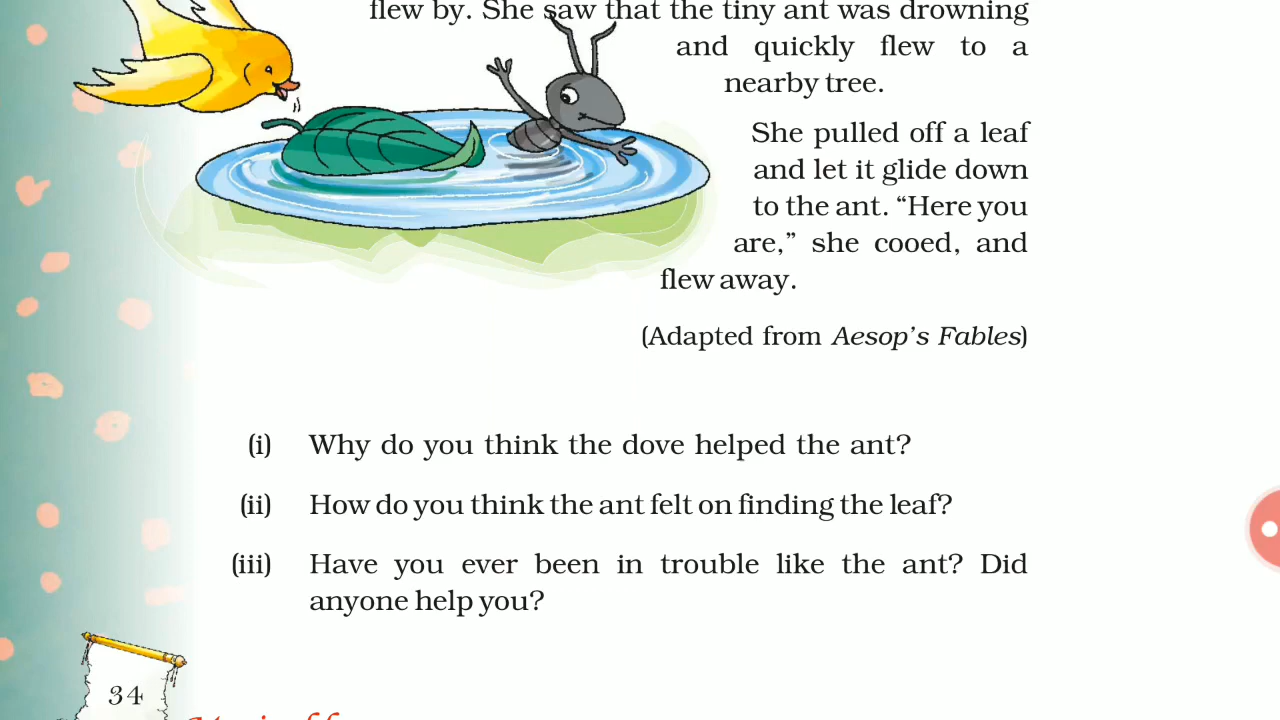 flew by. She saw that the tiny ant was drowning
and quickly flew to a
nearby tree.
She pulled off a leaf
and let it glide down
to the ant. “Here you
are,” she cooed, and
flew away.
(Adapted from Aesop’s Fables)
(i) Why do you think the dove helped the ant?
(ii) How do you think the ant felt on finding the leaf?
(iii) Have you ever been in trouble like the ant? Did
anyone help you?
34